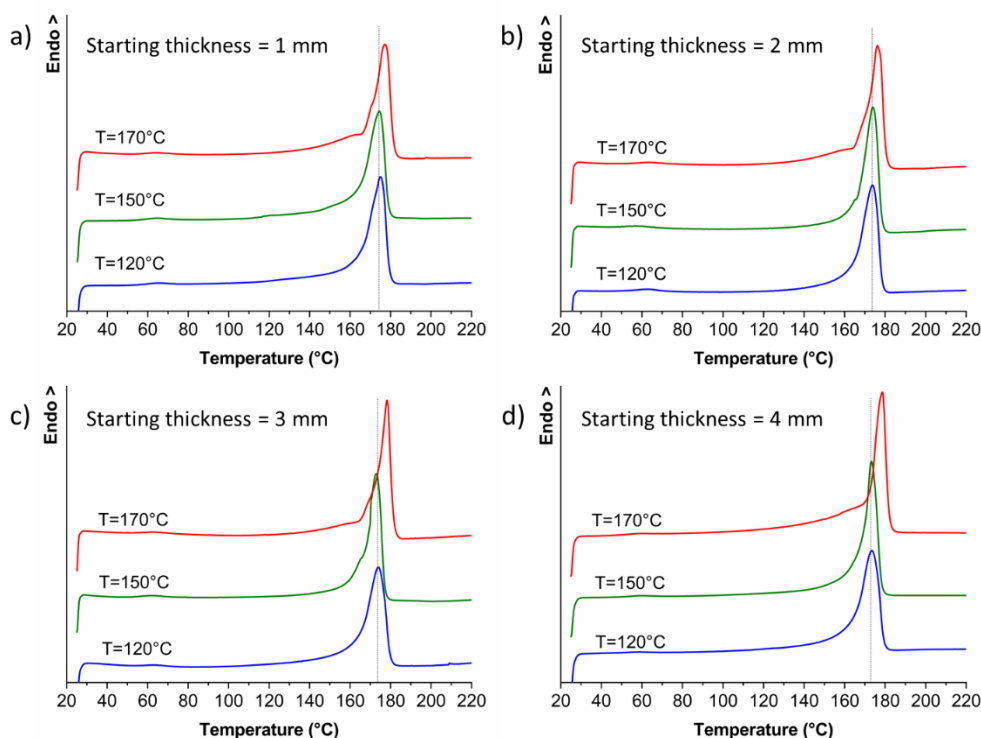 a)
Endo >
Starting thickness = 1 mm
T=170°C
T=150°C
T=120°C
20 40 60 80 100 120 140 160 180 200 220
Temperature (°C)
b)
Endo >
Starting thickness = 2 mm
T=170°C
T=150°C
T=120°C
20 40 60 80 100 120 140 160 180 200 220
Temperature (°C)
c)
Endo >
Starting thickness = 3 mm
T=170°C
T=150°C
T=120°C
20 40 60 80 100 120 140 160 180 200 220
Temperature (°C)
d)
Endo >
Starting thickness = 4 mm
T=170°C
T=150°C
T=120°C
20 40 60 80 100 120 140 160 180 200 220
Temperature (°C)